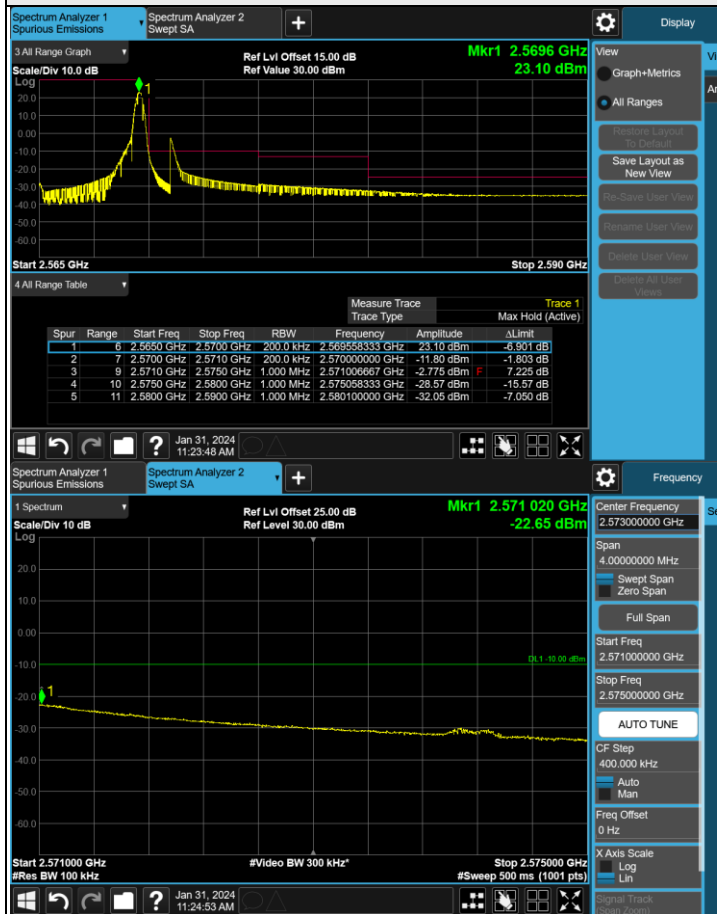 Spectrum Analyzer 1
Spurious Emissions
Spectrum Analyzer 2
Swept SA
+
Display
3 All Range Graph
Ref Lvl Offset 15.00 dB
Mkr1 2.5696 GHz
Scale/Div 10.0 dB
Ref Value 30.00 dBm
23.10 dBm
Log
1
20.0
10.0
0.00
-10.0
-20.0
-30.0
-40.0
-50.0
-60.0
Start 2.565 GHz
Stop 2.590 GHz
View
Graph+Metrics
All Ranges
Restore Layout
To Default
Save Layout as
New View
Re-Save User View
Rename User View
Delete User View
Delete All User
Views
4 All Range Table
Measure Trace Trace 1
Trace Type Max Hold (Active)
Spur Range Start Freq Stop Freq RBW Frequency Amplitude ΔLimit
1 6 2.5650 GHz 2.5700 GHz 200.0 kHz 2.569558333 GHz 23.10 dBm -6.901 dB
2 7 2.5700 GHz 2.5710 GHz 200.0 kHz 2.570000000 GHz -11.80 dBm -1.803 dB
3 9 2.5710 GHz 2.5750 GHz 1.000 MHz 2.571006667 GHz -2.775 dBm F 7.225 dB
4 10 2.5750 GHz 2.5800 GHz 1.000 MHz 2.575058333 GHz -28.57 dBm -15.57 dB
5 11 2.5800 GHz 2.5900 GHz 1.000 MHz 2.580100000 GHz -32.05 dBm -7.050 dB
? Jan 31, 2024
11:23:48 AM
Spectrum Analyzer 1
Spurious Emissions
Spectrum Analyzer 2
Swept SA
+
Frequency
1 Spectrum
Ref Lvl Offset 25.00 dB
Mkr1 2.571 020 GHz
Scale/Div 10 dB
Ref Level 30.00 dBm
-22.65 dBm
Log
20.0
10.0
0.00
-10.0
DL1 -10.00 dBm
-20.0
1
-30.0
-40.0
-50.0
-60.0
Start 2.571000 GHz
#Video BW 300 kHz*
Stop 2.575000 GHz
#Res BW 100 kHz
#Sweep 500 ms (1001 pts)
Center Frequency
2.573000000 GHz
Span
4.00000000 MHz
Swept Span
Zero Span
Full Span
Start Freq
2.571000000 GHz
Stop Freq
2.575000000 GHz
AUTO TUNE
CF Step
400.000 kHz
Auto
Man
Freq Offset
0 Hz
X Axis Scale
Log
Lin
Signal Track
(Span Zoom)
? Jan 31, 2024
11:24:53 AM